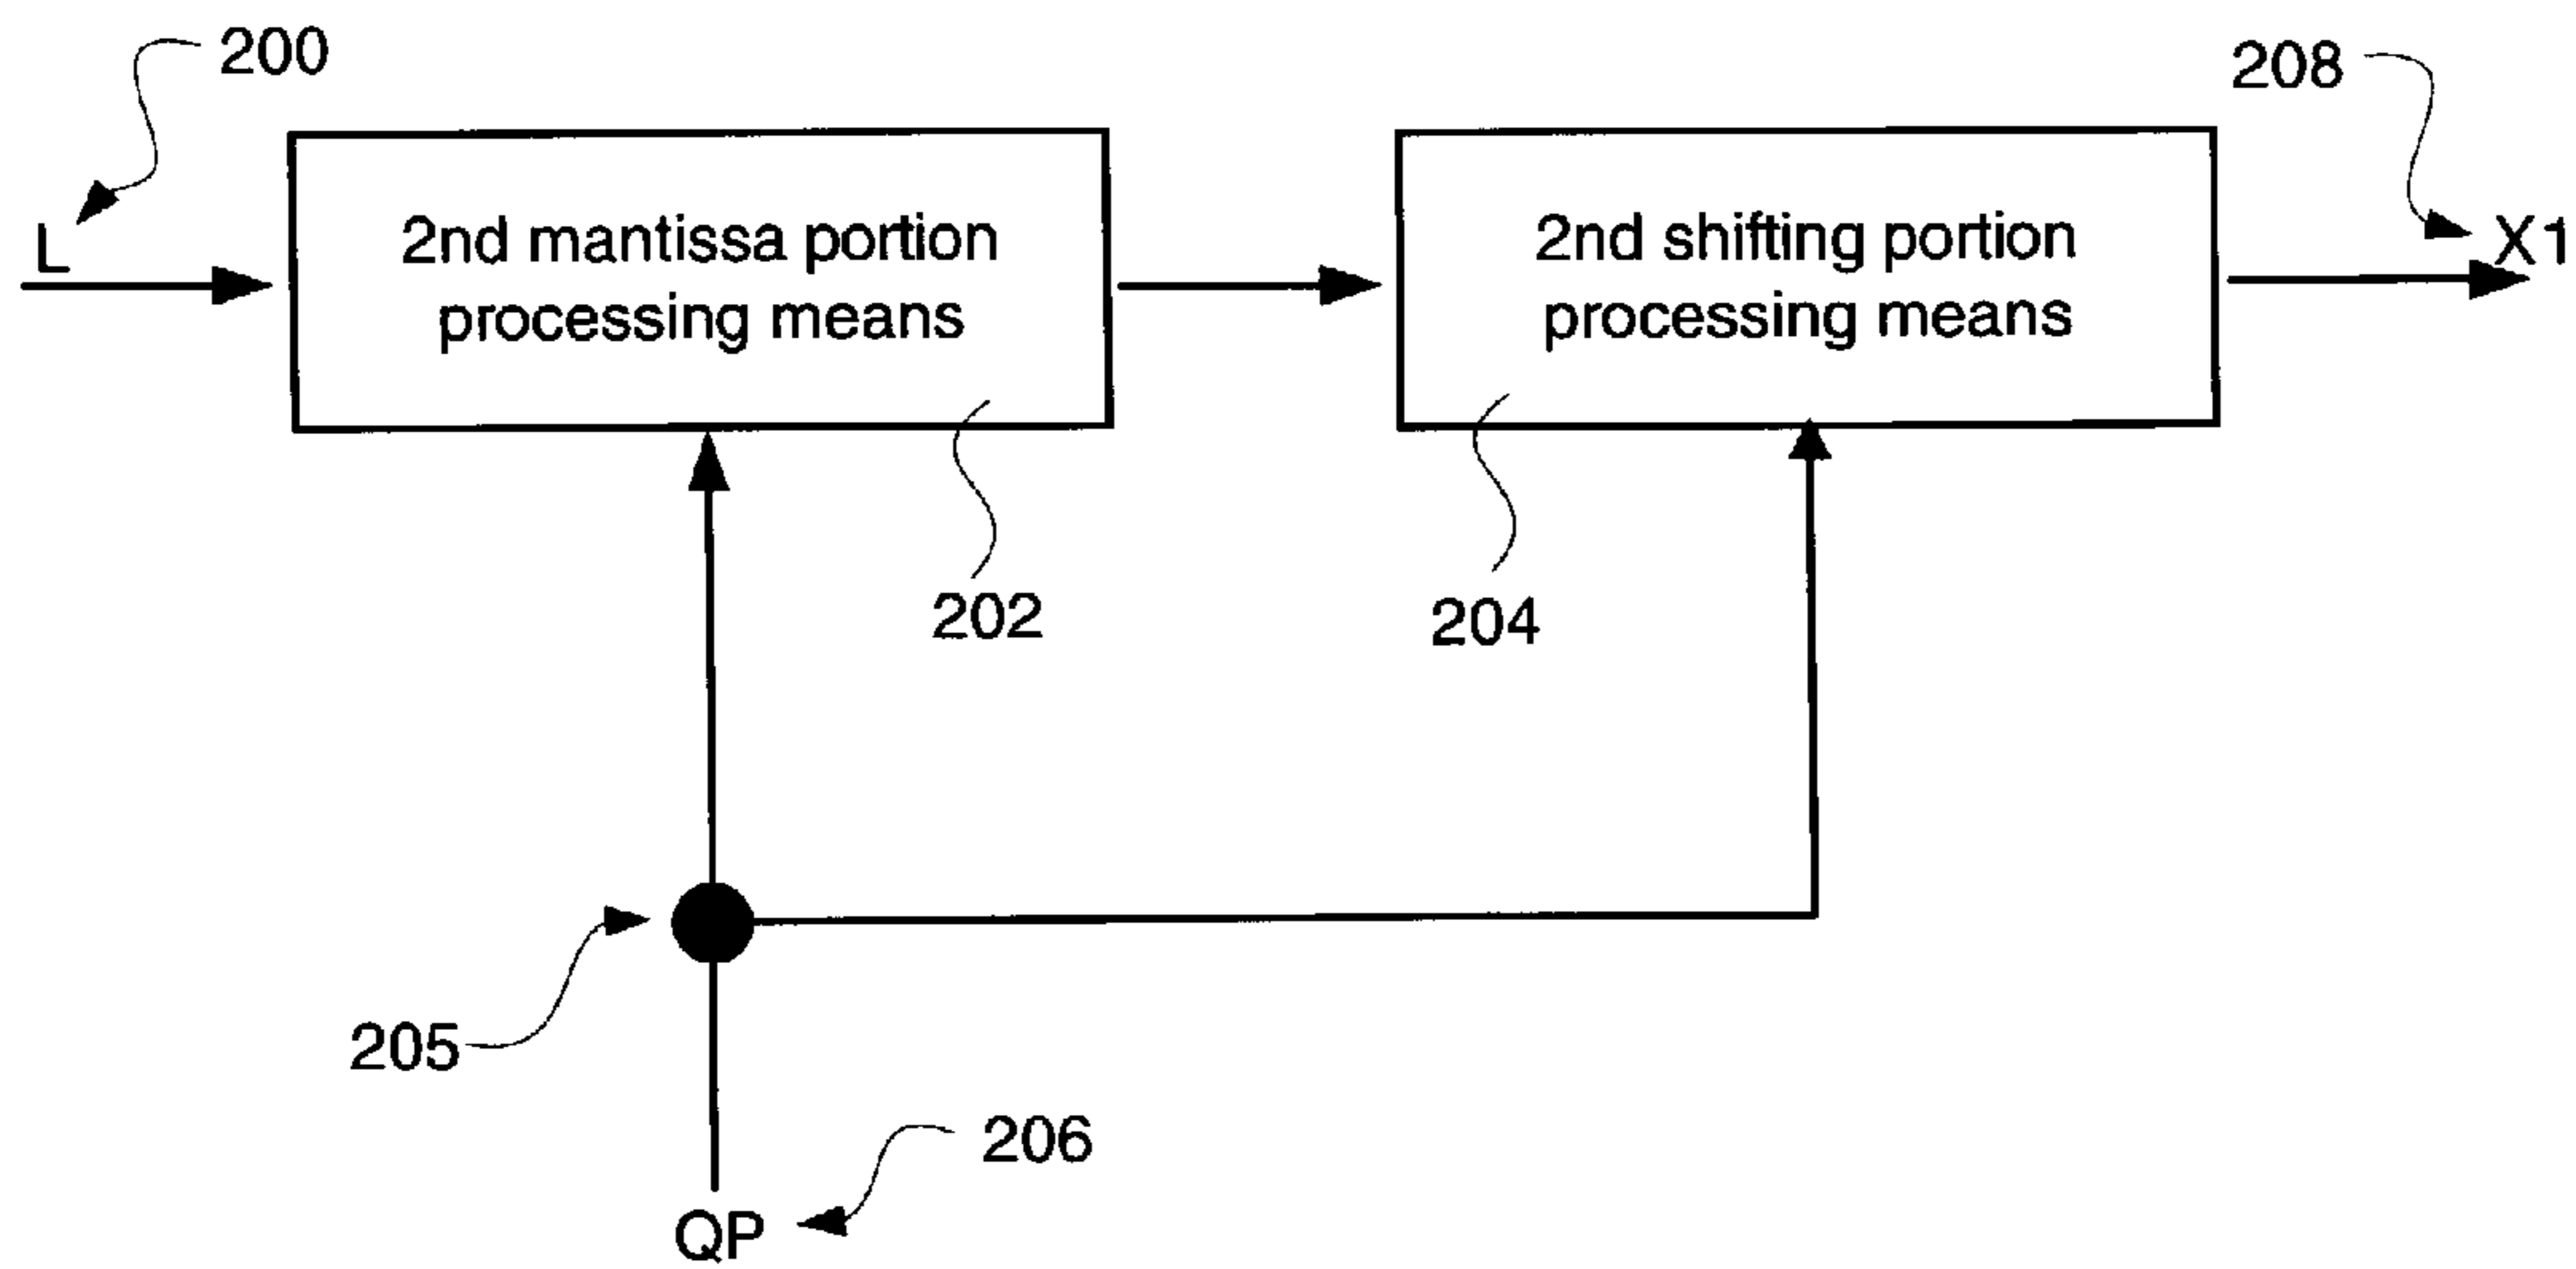 200
208
L
2nd mantissa portion
processing means
2nd shifting portion
processing means
X1
202
204
205
206
QP